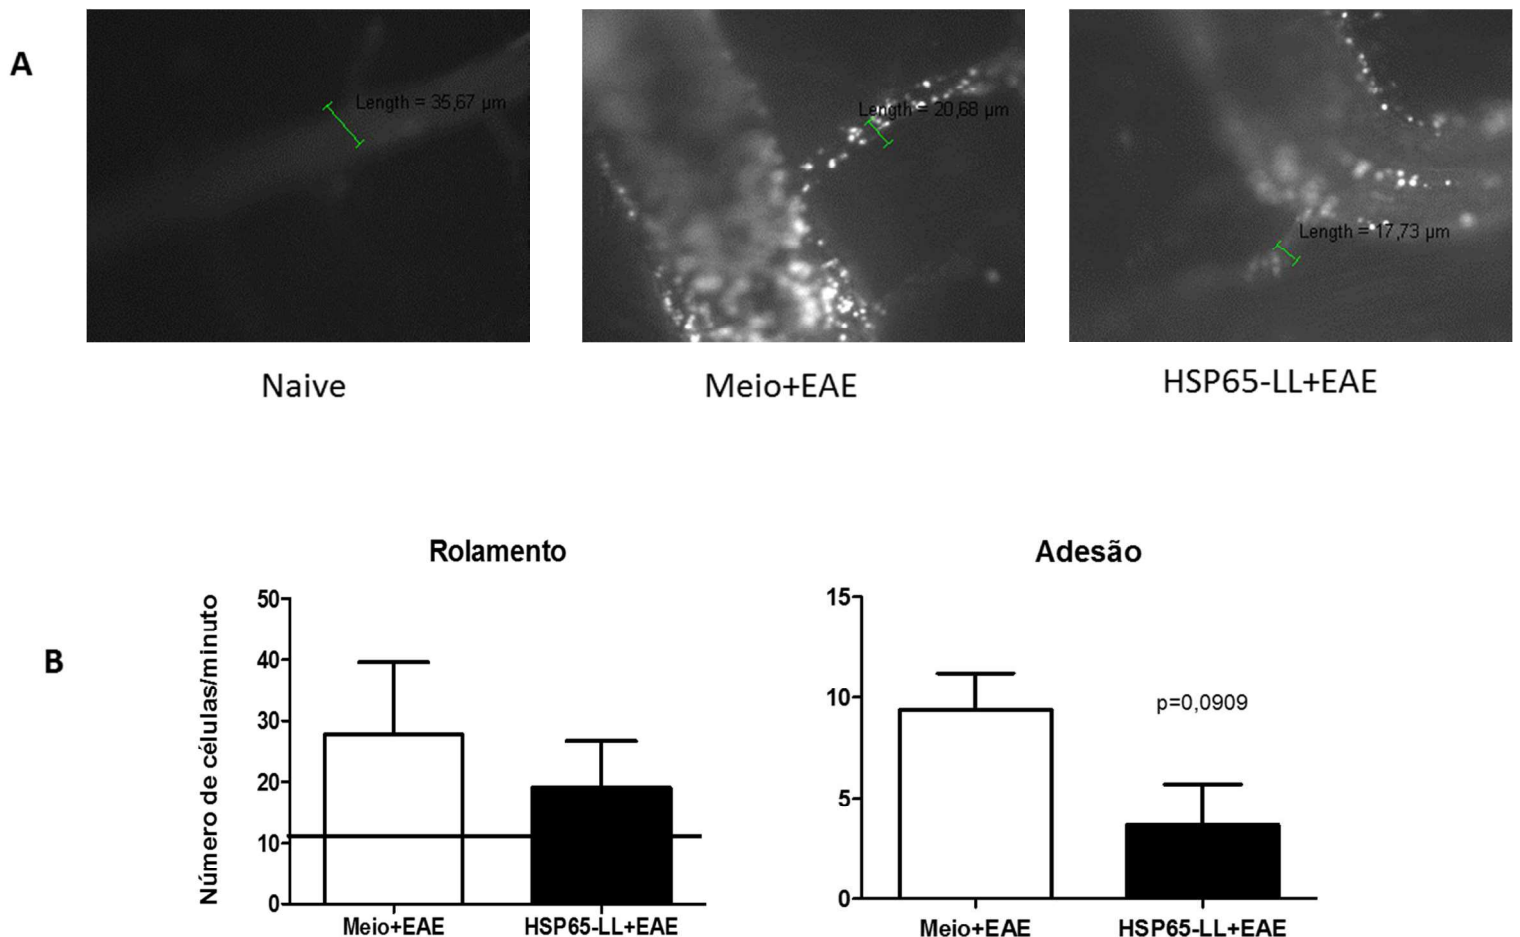 A
Length = 35,67 µm
Length = 20,68 µm
Length = 17,73 µm
Naive
Meio+EAE
HSP65-LL+EAE
B
Rolamento
Número de células/minuto
50
40
30
20
10
0
Meio+EAE
HSP65-LL+EAE
Adesão
15
10
5
0
p=0,0909
Meio+EAE
HSP65-LL+EAE